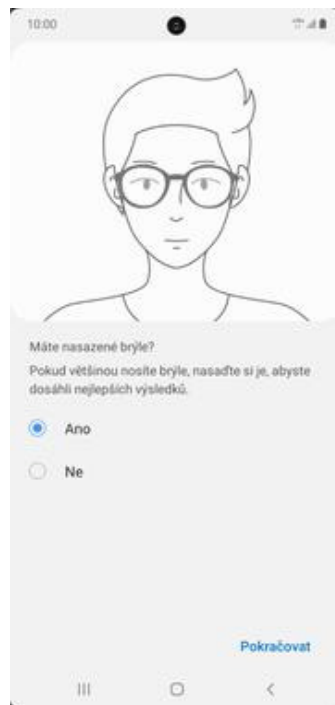 10:00
Máte nasazené brýle?
Pokud většinou nosíte brýle, nasaďte si je, abyste
dosáhli nejlepších výsledků.
Ano
Ne
Pokračovat